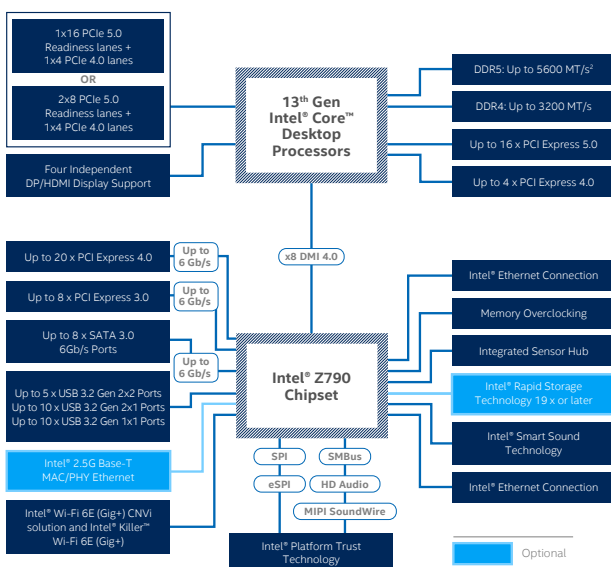 1x16 PCIe 5.0
Readiness lanes +
1x4 PCIe 4.0 lanes
OR
2x8 PCIe 5.0
Readiness lanes +
1x4 PCIe 4.0 lanes
Four Independent
DP/HDMI Display Support
13th Gen
Intel® Core™
Desktop
Processors
DDR5: Up to 5600 MT/s²
DDR4: Up to 3200 MT/s
Up to 16 x PCI Express 5.0
Up to 4 x PCI Express 4.0
x8 DMI 4.0
Up to 20 x PCI Express 4.0
Up to
6 Gb/s
Up to 8 x PCI Express 3.0
Up to
6 Gb/s
Up to 8 x SATA 3.0
6Gb/s Ports
Up to
6 Gb/s
Up to 5 x USB 3.2 Gen 2x2 Ports
Up to 10 x USB 3.2 Gen 2x1 Ports
Up to 10 x USB 3.2 Gen 1x1 Ports
Intel® 2.5G Base-T
MAC/PHY Ethernet
Intel® Wi-Fi 6E (Gig+) CNVi
solution and Intel® Killer™
Wi-Fi 6E (Gig+)
Intel® Z790
Chipset
Intel® Ethernet Connection
Memory Overclocking
Integrated Sensor Hub
Intel® Rapid Storage
Technology 19 x or later
Intel® Smart Sound
Technology
Intel® Ethernet Connection
SPI
SMBus
eSPI
HD Audio
MIPI SoundWire
Intel® Platform Trust
Technology
Optional